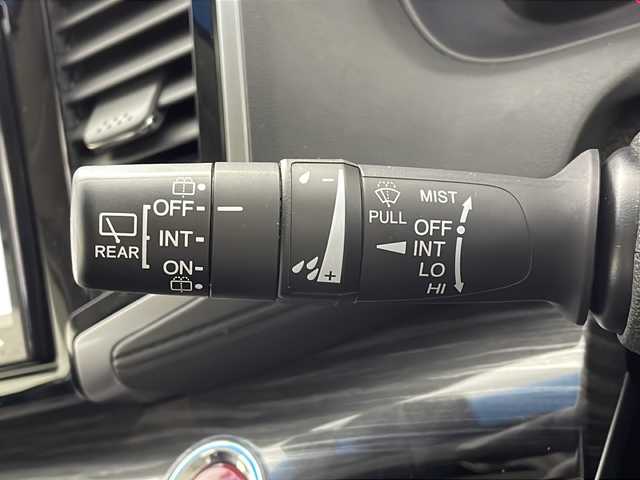 OFF
INT
ON
REAR
−
+
PULL
MIST
OFF
INT
LO
HI